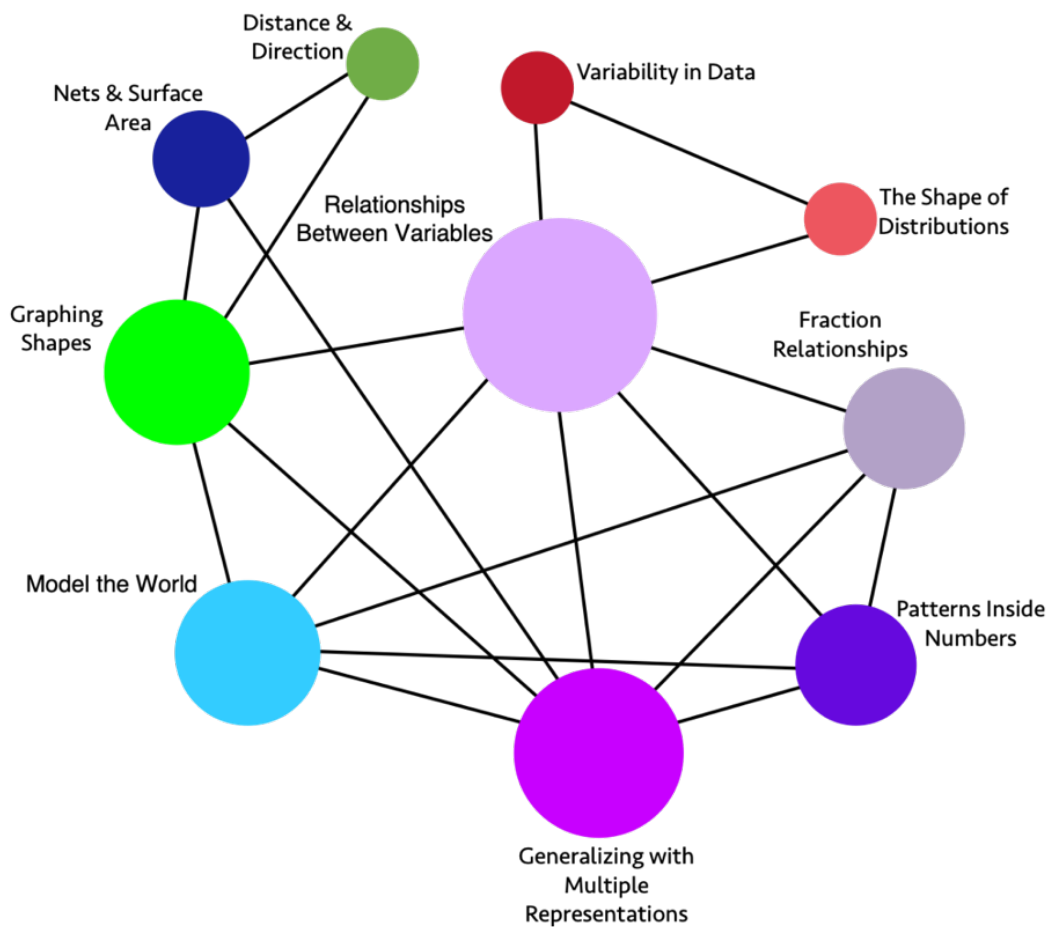 Distance &
Direction
Variability in Data
Nets & Surface
Area
The Shape of
Distributions
Relationships
Between Variables
Graphing
Shapes
Fraction
Relationships
Model the World
Patterns Inside
Numbers
Generalizing with
Multiple
Representations